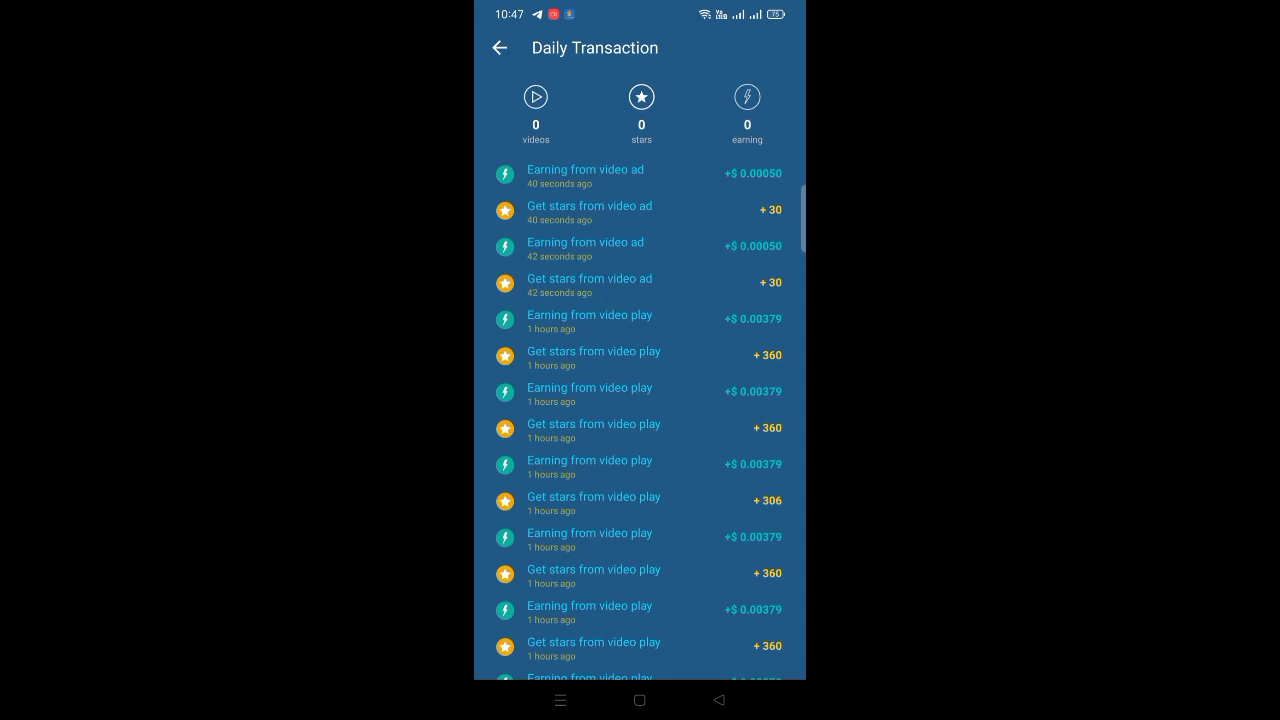 10:47
75
Daily Transaction
0 0 0
videos stars earning
Earning from video ad +$ 0.00050
40 seconds ago
Get stars from video ad + 30
40 seconds ago
Earning from video ad +$ 0.00050
42 seconds ago
Get stars from video ad + 30
42 seconds ago
Earning from video play +$ 0.00379
1 hours ago
Get stars from video play + 360
1 hours ago
Earning from video play +$ 0.00379
1 hours ago
Get stars from video play + 360
1 hours ago
Earning from video play +$ 0.00379
1 hours ago
Get stars from video play + 306
1 hours ago
Earning from video play +$ 0.00379
1 hours ago
Get stars from video play + 360
1 hours ago
Earning from video play +$ 0.00379
1 hours ago
Get stars from video play + 360
1 hours ago
Earning from video play